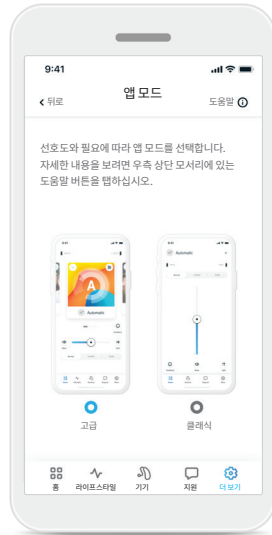 9:41
뒤로
앱 모드
도움말
선호도와 필요에 따라 앱 모드를 선택합니다.
자세한 내용을 보려면 우측 상단 모서리에 있는
도움말 버튼을 탭하십시오.
A
Automatic
Automatic
고급
클래식
홈
라이프스타일
기기
지원
더 보기